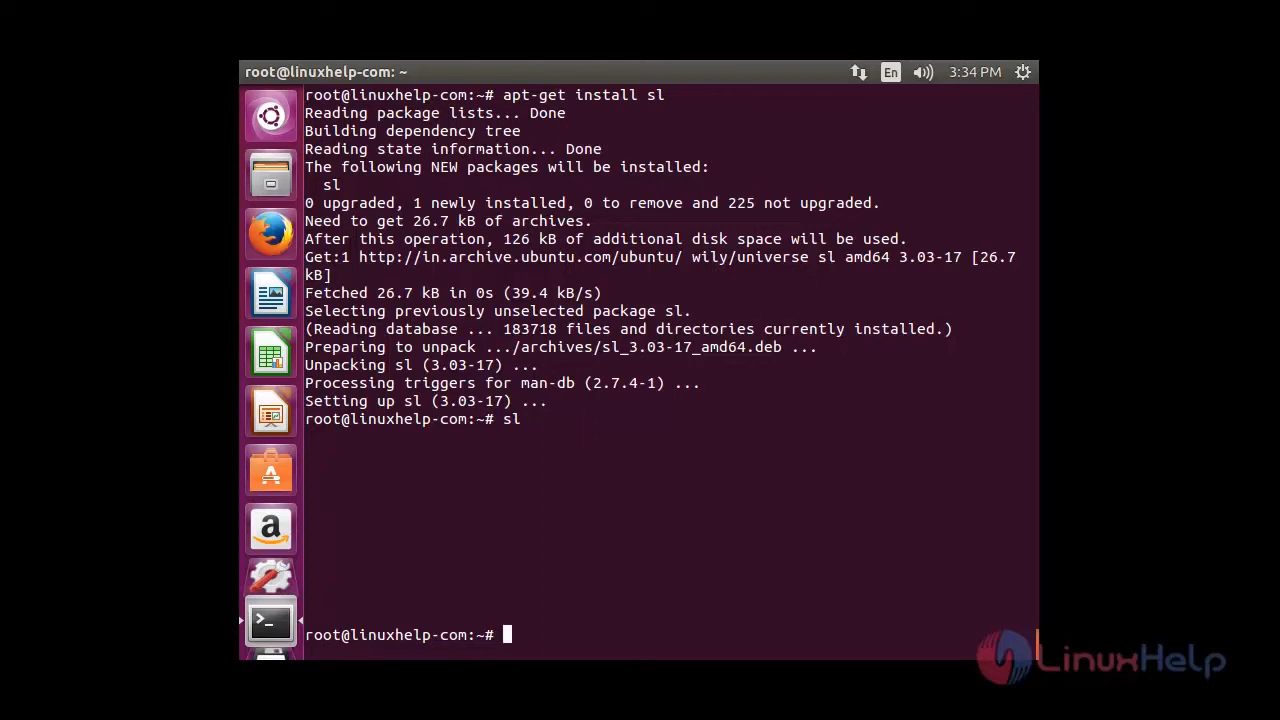 root@linuxhelp-com: ~
En
3:34 PM
root@linuxhelp-com:~# apt-get install sl
Reading package lists... Done
Building dependency tree
Reading state information... Done
The following NEW packages will be installed:
  sl
0 upgraded, 1 newly installed, 0 to remove and 225 not upgraded.
Need to get 26.7 kB of archives.
After this operation, 126 kB of additional disk space will be used.
Get:1 http://in.archive.ubuntu.com/ubuntu/ wily/universe sl amd64 3.03-17 [26.7
kB]
Fetched 26.7 kB in 0s (39.4 kB/s)
Selecting previously unselected package sl.
(Reading database ... 183718 files and directories currently installed.)
Preparing to unpack .../archives/sl_3.03-17_amd64.deb ...
Unpacking sl (3.03-17) ...
Processing triggers for man-db (2.7.4-1) ...
Setting up sl (3.03-17) ...
root@linuxhelp-com:~# sl
root@linuxhelp-com:~#
LinuxHelp